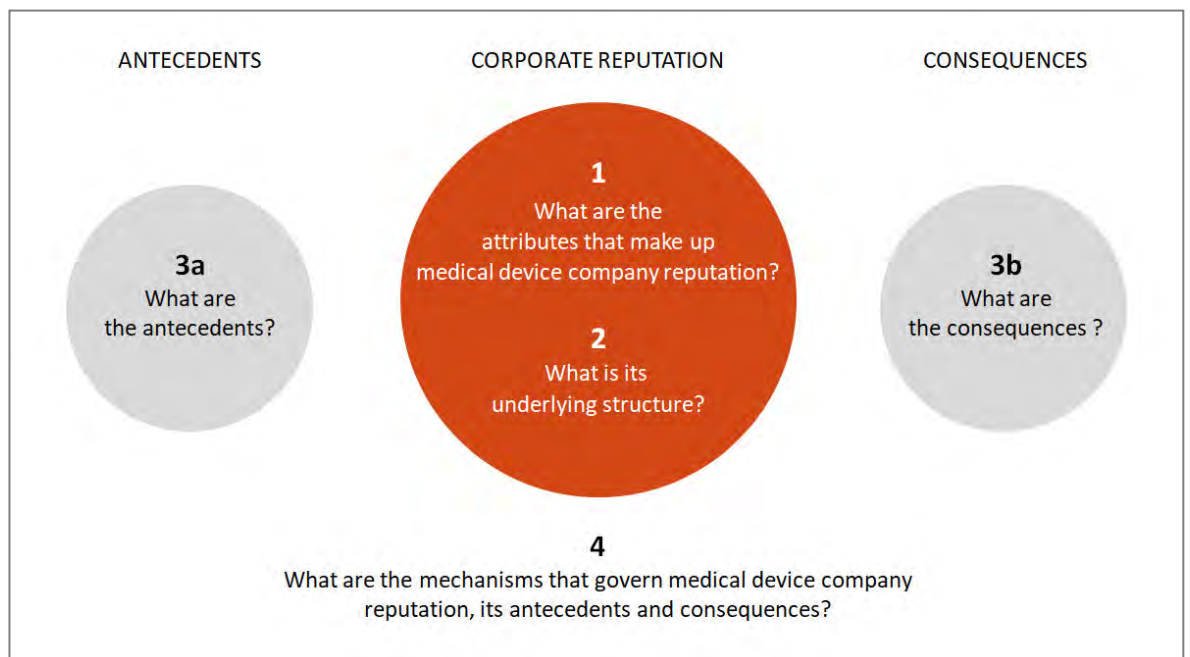 ANTECEDENTS
CORPORATE REPUTATION
CONSEQUENCES
3a
What are
the antecedents?
1
What are the
attributes that make up
medical device company reputation?
2
What is its
underlying structure?
3b
What are
the consequences ?
4
What are the mechanisms that govern medical device company
reputation, its antecedents and consequences?